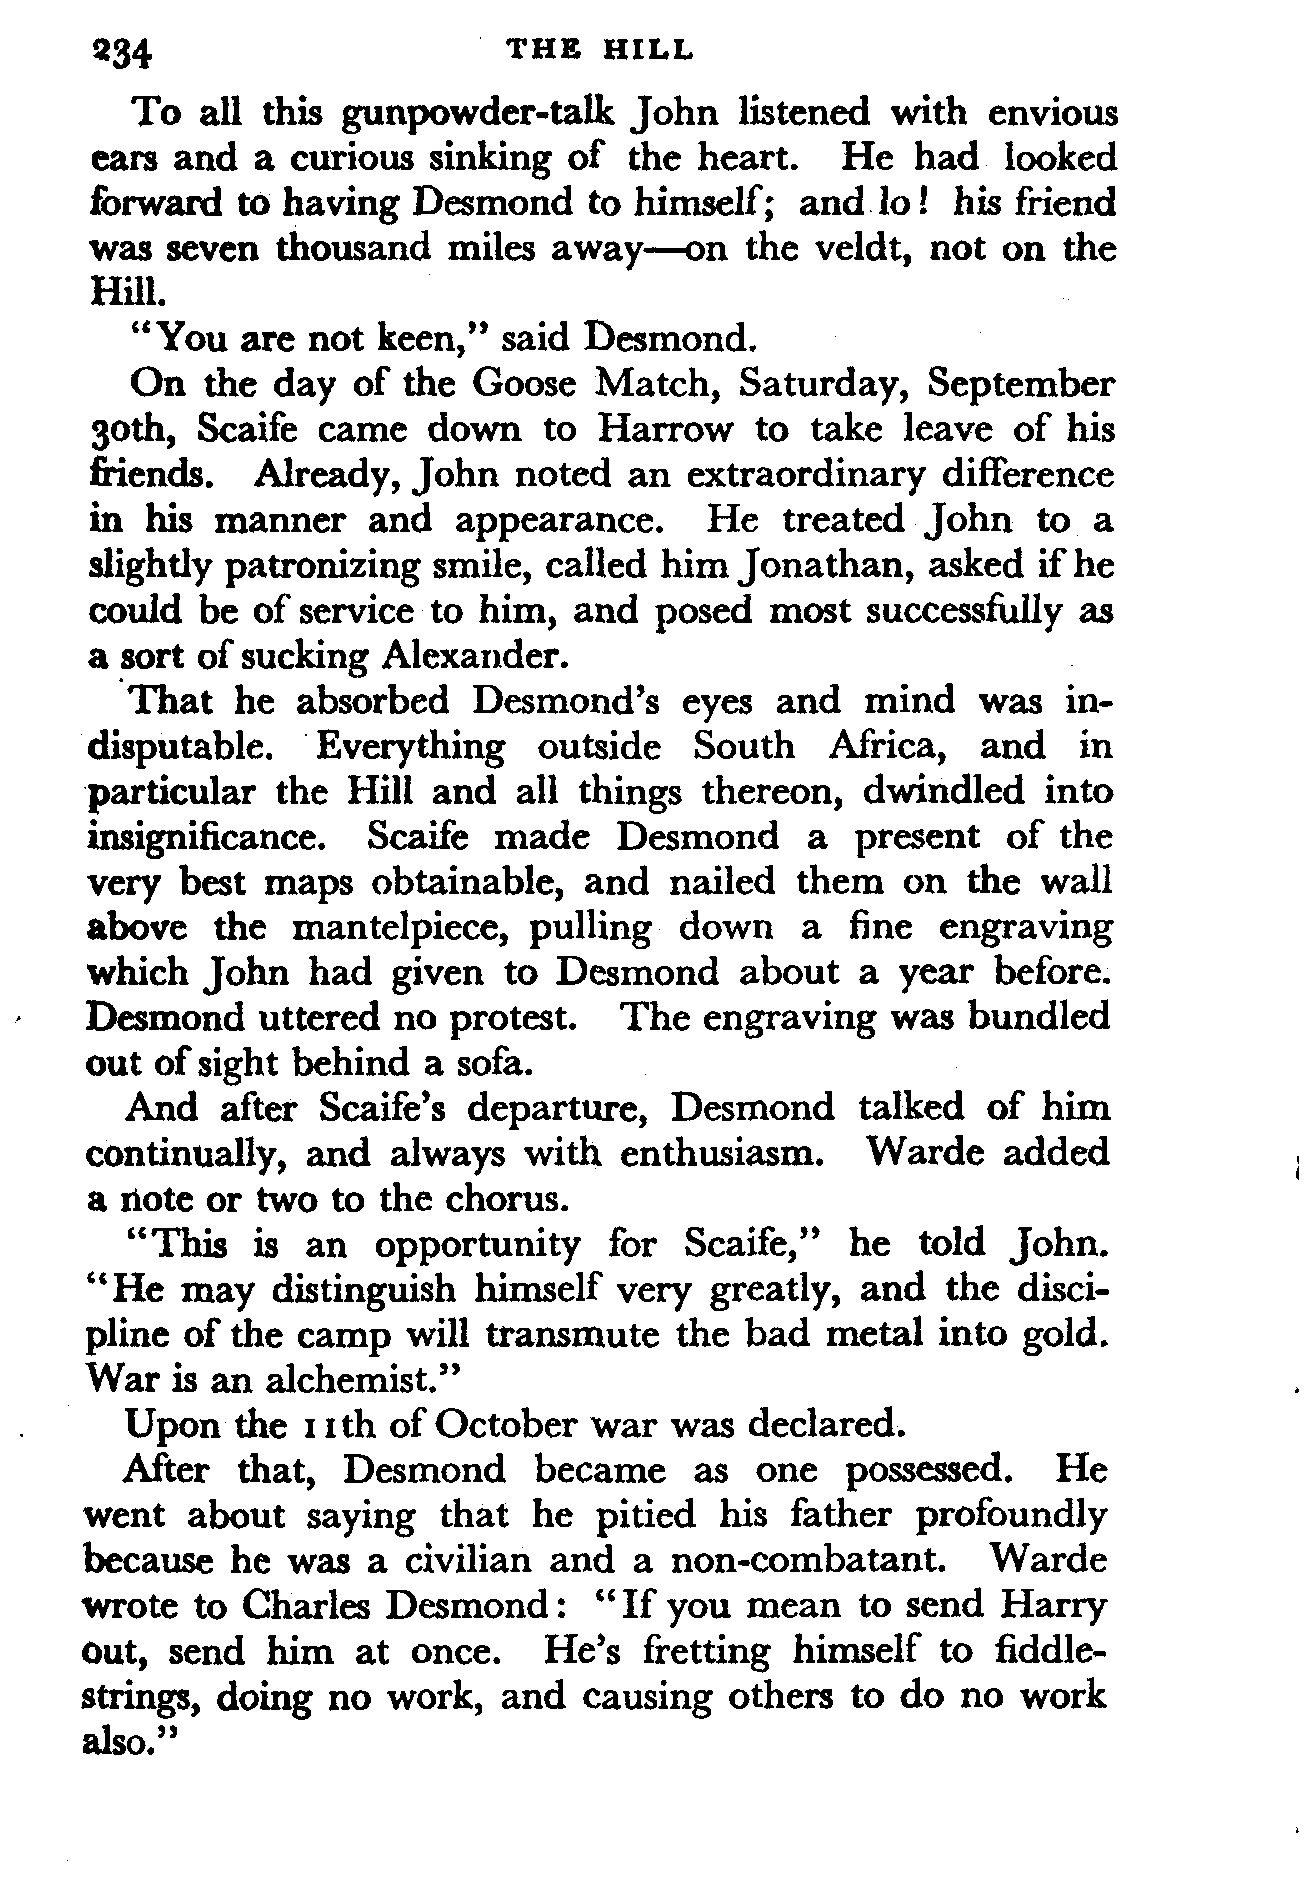 234 THE HILL
To all this gunpowder-talk John listened with envious
ears and a curious sinking of the heart. He had looked
forward to having Desmond to himself; and lo! his friend
was seven thousand miles away—on the veldt, not on the
Hill.
“You are not keen,” said Desmond.
On the day of the Goose Match, Saturday, September
30th, Scaife came down to Harrow to take leave of his
friends. Already, John noted an extraordinary difference
in his manner and appearance. He treated John to a
slightly patronizing smile, called him Jonathan, asked if he
could be of service to him, and posed most successfully as
a sort of sucking Alexander.
That he absorbed Desmond’s eyes and mind was in-
disputable. Everything outside South Africa, and in
particular the Hill and all things thereon, dwindled into
insignificance. Scaife made Desmond a present of the
very best maps obtainable, and nailed them on the wall
above the mantelpiece, pulling down a fine engraving
which John had given to Desmond about a year before.
Desmond uttered no protest. The engraving was bundled
out of sight behind a sofa.
And after Scaife’s departure, Desmond talked of him
continually, and always with enthusiasm. Warde added
a note or two to the chorus.
“This is an opportunity for Scaife,” he told John.
“He may distinguish himself very greatly, and the disci-
pline of the camp will transmute the bad metal into gold.
War is an alchemist.”
Upon the 11th of October war was declared.
After that, Desmond became as one possessed. He
went about saying that he pitied his father profoundly
because he was a civilian and a non-combatant. Warde
wrote to Charles Desmond: “If you mean to send Harry
out, send him at once. He’s fretting himself to fiddle-
strings, doing no work, and causing others to do no work
also.”